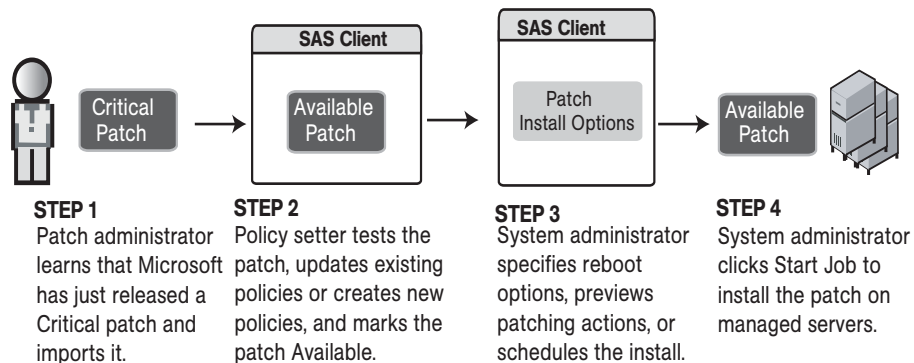 SAS Client
SAS Client
Critical
Patch
Available
Patch
Patch
Install Options
Available
Patch
STEP 1
Patch administrator
learns that Microsoft
has just released a
Critical patch and
imports it.
STEP 2
Policy setter tests the
patch, updates existing
policies or creates new
policies, and marks the
patch Available.
STEP 3
System administrator
specifies reboot
options, previews
patching actions, or
schedules the install.
STEP 4
System administrator
clicks Start Job to
install the patch on
managed servers.